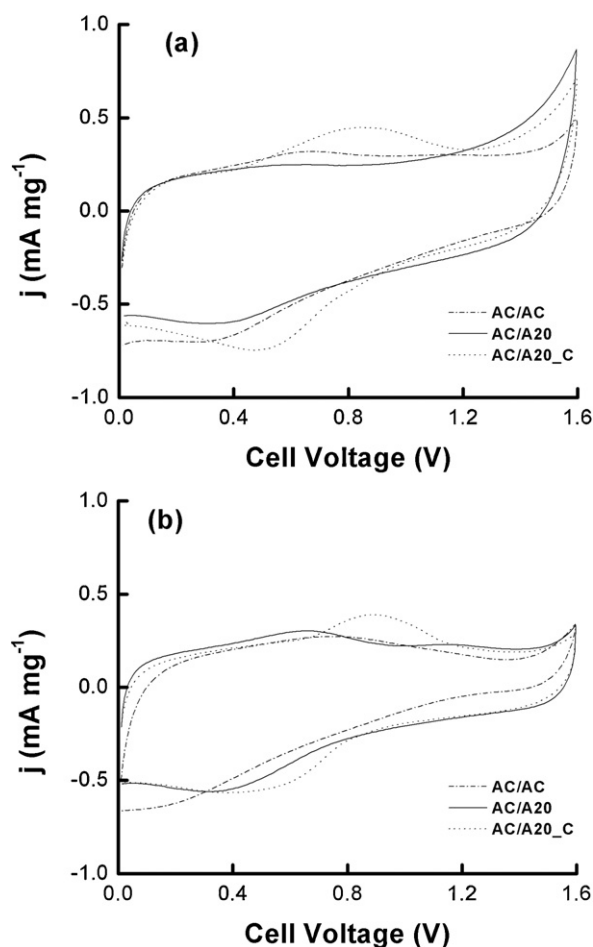 (a)
j (mA mg⁻¹)
1.0
0.5
0.0
-0.5
-1.0
AC/AC
AC/A20
AC/A20_C
0.0 0.4 0.8 1.2 1.6
Cell Voltage (V)
(b)
j (mA mg⁻¹)
1.0
0.5
0.0
-0.5
-1.0
AC/AC
AC/A20
AC/A20_C
0.0 0.4 0.8 1.2 1.6
Cell Voltage (V)